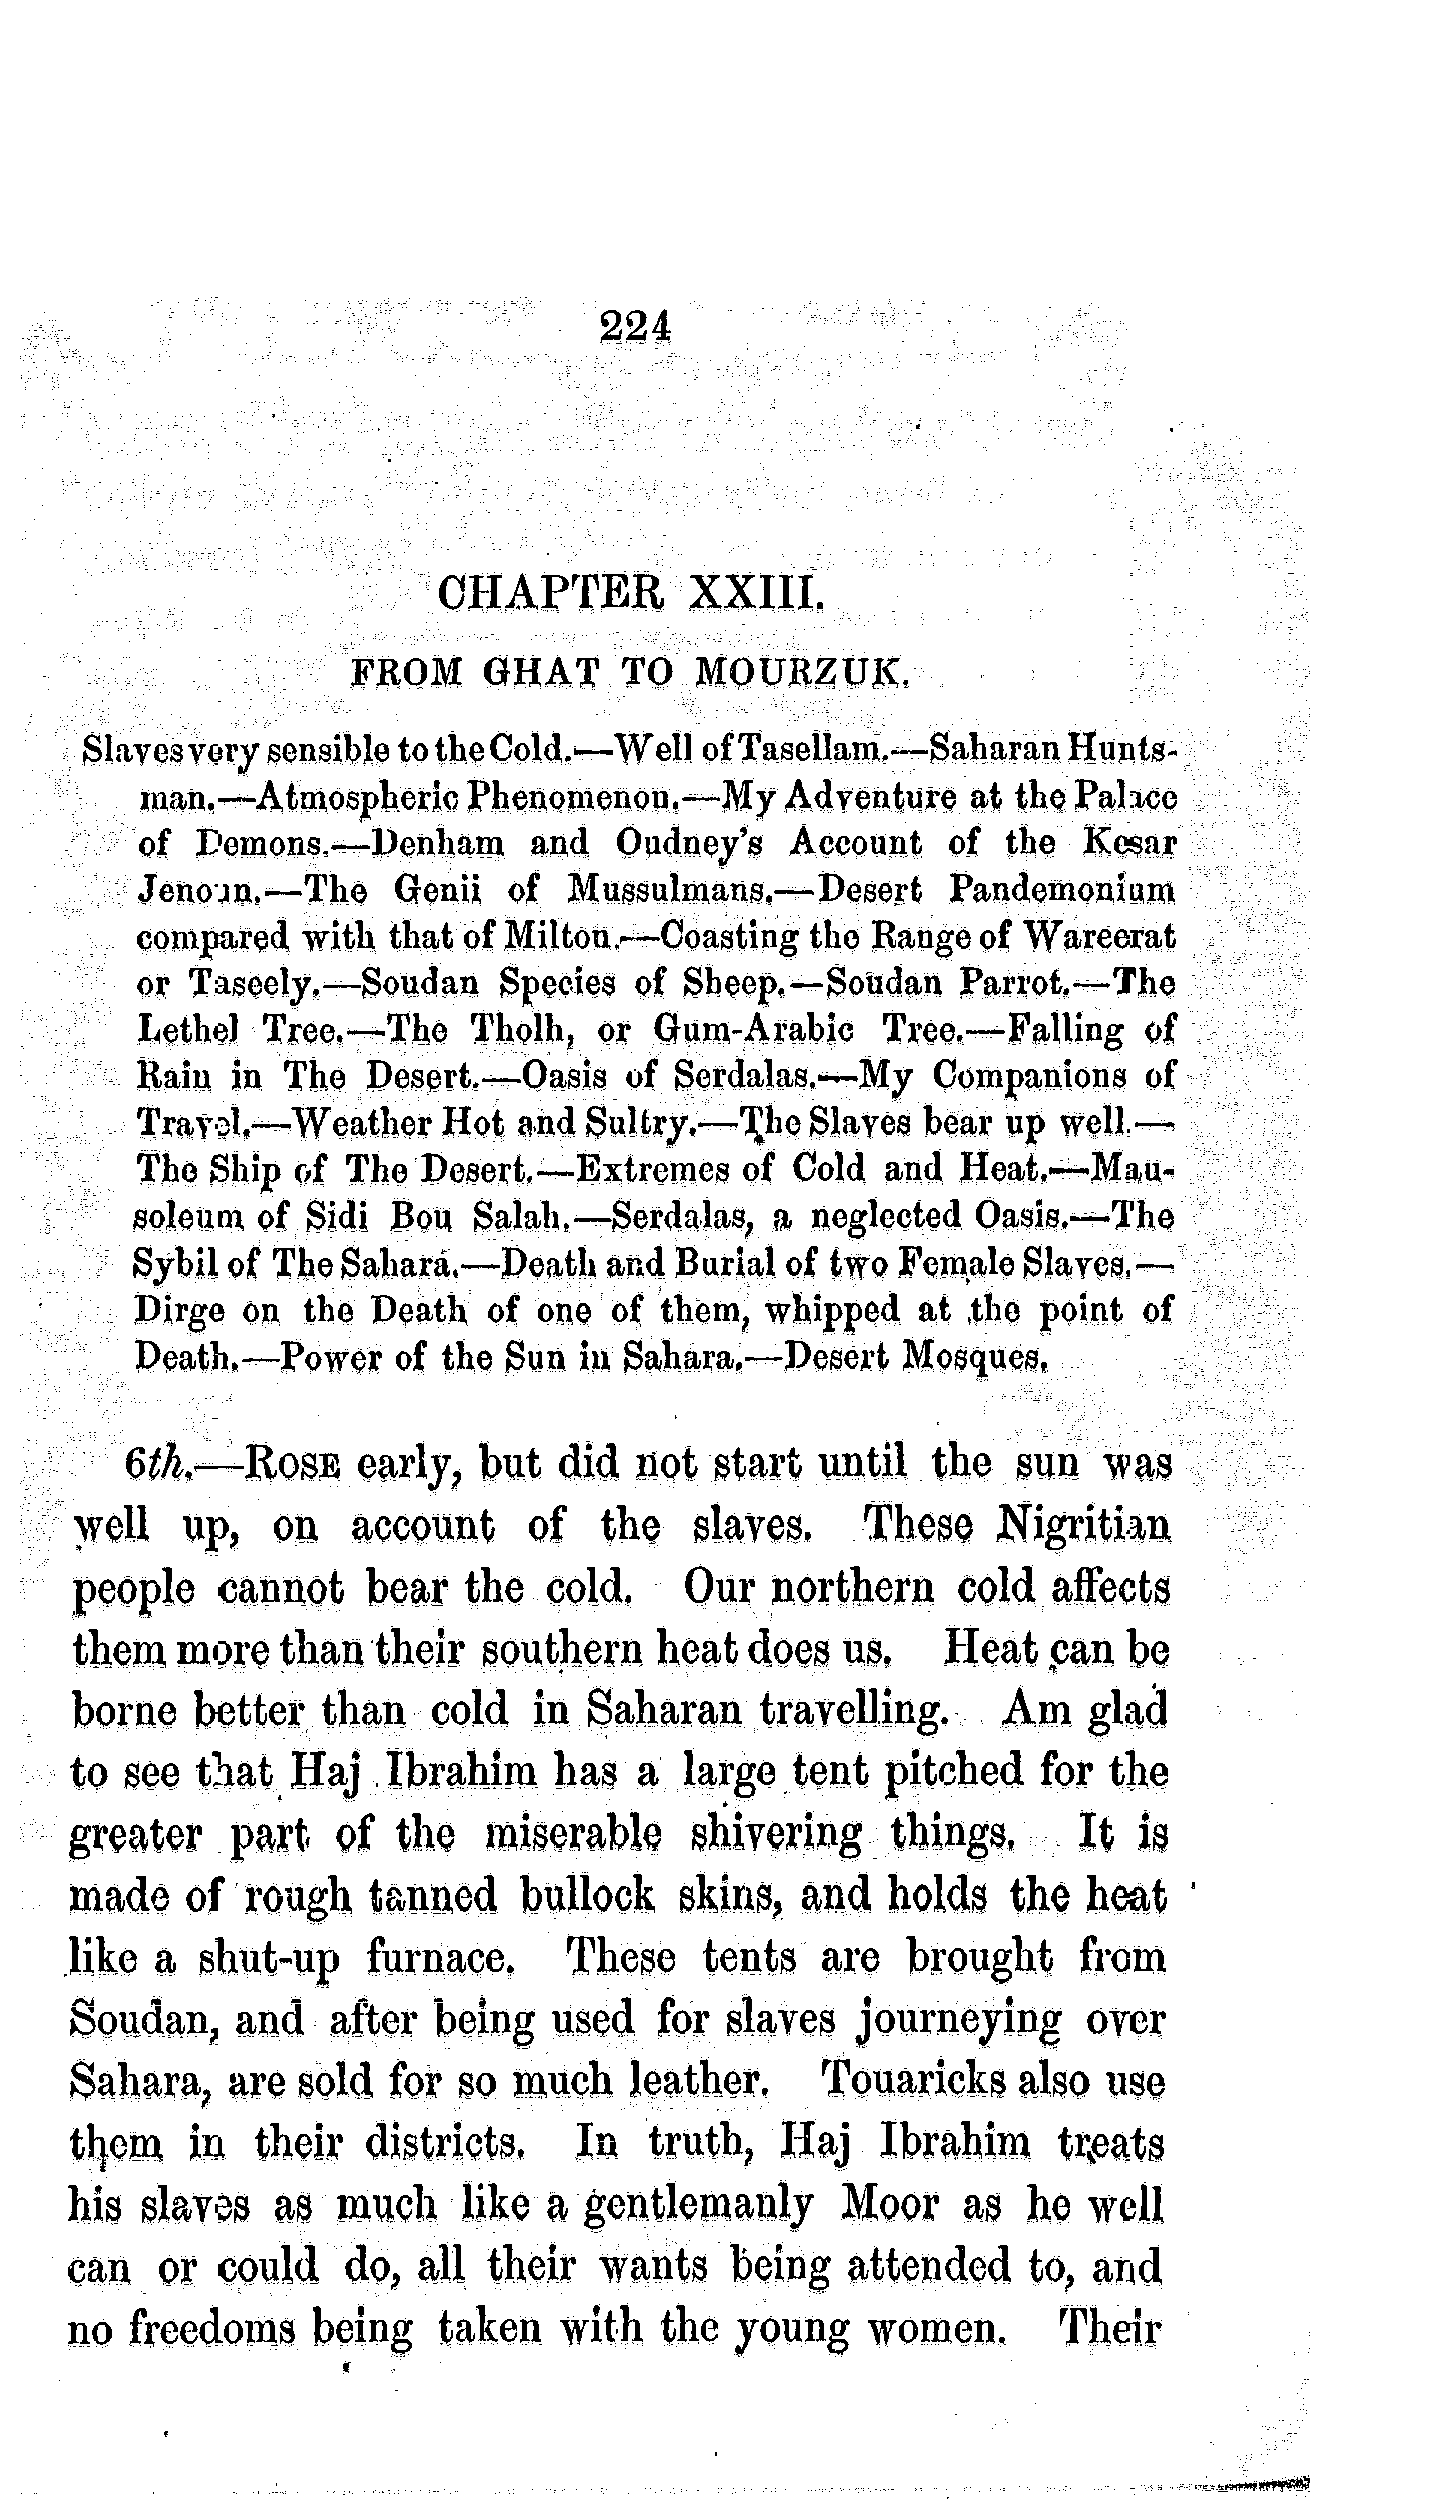 224
CHAPTER XXIII.
FROM GHAT TO MOURZUK.
Slaves very sensible to the Cold.—Well of Tasellam.—Saharan Hunts-
man.—Atmospheric Phenomenon.—My Adventure at the Palace
of Demons.—Denham and Oudney's Account of the Kesar
Jenoun.—The Genii of Mussulmans.—Desert Pandemonium
compared with that of Milton.—Coasting the Range of Wareerat
or Taseely.—Soudan Species of Sheep.—Soudan Parrot.—The
Lethel Tree.—The Tholh, or Gum-Arabic Tree.—Falling of
Rain in The Desert.—Oasis of Serdalas.—My Companions of
Travel.—Weather Hot and Sultry.—The Slaves bear up well.—
The Ship of The Desert.—Extremes of Cold and Heat.—Mau-
soleum of Sidi Bou Salah.—Serdalas, a neglected Oasis.—The
Sybil of The Sahara.—Death and Burial of two Female Slaves.—
Dirge on the Death of one of them, whipped at the point of
Death.—Power of the Sun in Sahara.—Desert Mosques.
6th.—ROSE early, but did not start until the sun was
well up, on account of the slaves. These Nigritian
people cannot bear the cold. Our northern cold affects
them more than their southern heat does us. Heat can be
borne better than cold in Saharan travelling. Am glad
to see that Haj Ibrahim has a large tent pitched for the
greater part of the miserable shivering things. It is
made of rough tanned bullock skins, and holds the heat
like a shut-up furnace. These tents are brought from
Soudan, and after being used for slaves journeying over
Sahara, are sold for so much leather. Touaricks also use
them in their districts. In truth, Haj Ibrahim treats
his slaves as much like a gentlemanly Moor as he well
can or could do, all their wants being attended to, and
no freedoms being taken with the young women. Their